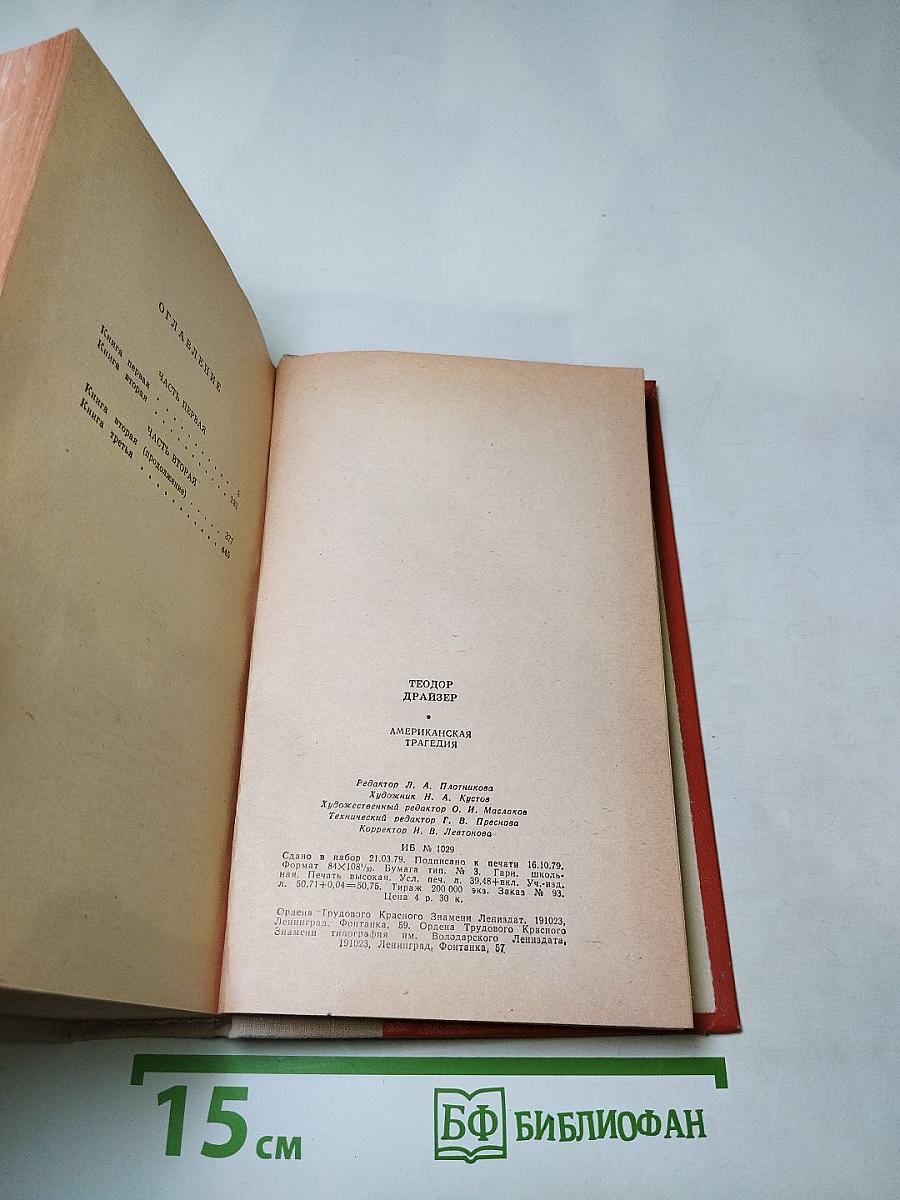 ОГЛАВЛЕНИЕ
ЧАСТЬ ПЕРВАЯ
Книга первая . . . . . . . . 5
Книга вторая . . . . . . . .
ЧАСТЬ ВТОРАЯ
Книга вторая (продолжение) . . . . 377
Книга третья . . . . . . . . 445
ТЕОДОР
ДРАЙЗЕР
•
АМЕРИКАНСКАЯ
ТРАГЕДИЯ
Редактор Л. А. Плотникова
Художник Н. А. Кустов
Художественный редактор О. И. Маслаков
Технический редактор Г. В. Преснова
Корректор И. В. Левтонова
ИБ № 1029
Сдано в набор 21.03.79. Подписано к печати 16.10.79.
Формат 84×108¹/₃₂. Бумага тип. № 3. Гарн. школь-
ная. Печать высокая. Усл. печ. л. 39,48+вкл. Уч.-изд.
л. 50,71+0,04=50,75. Тираж 200 000 экз. Заказ № 93.
Цена 4 р. 30 к.
Ордена Трудового Красного Знамени Лениздат, 191023,
Ленинград, Фонтанка, 59. Ордена Трудового Красного
Знамени типография им. Володарского Лениздата,
191023, Ленинград, Фонтанка, 57.
15 см
БФ БИБЛИОФАН